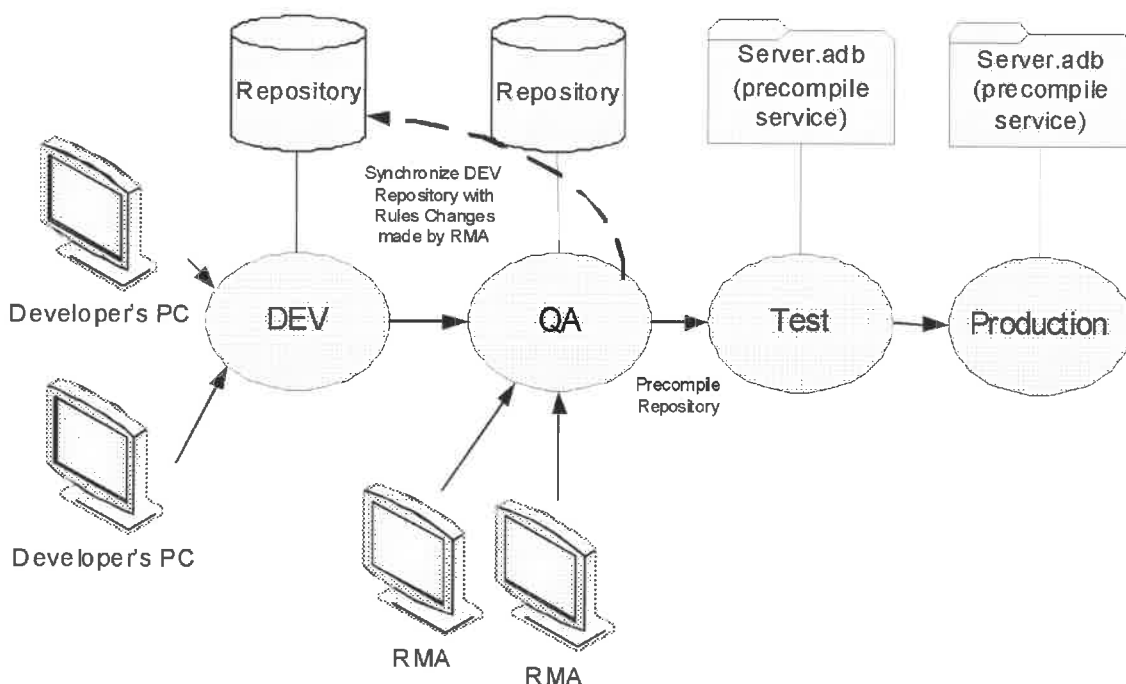 Repository
Repository
Server.adb
(precompile
service)
Server.adb
(precompile
service)
Synchronize DEV
Repository with
Rules Changes
made by RMA
Developer's PC
DEV
QA
Test
Production
Precompile
Repository
Developer's PC
RMA
RMA